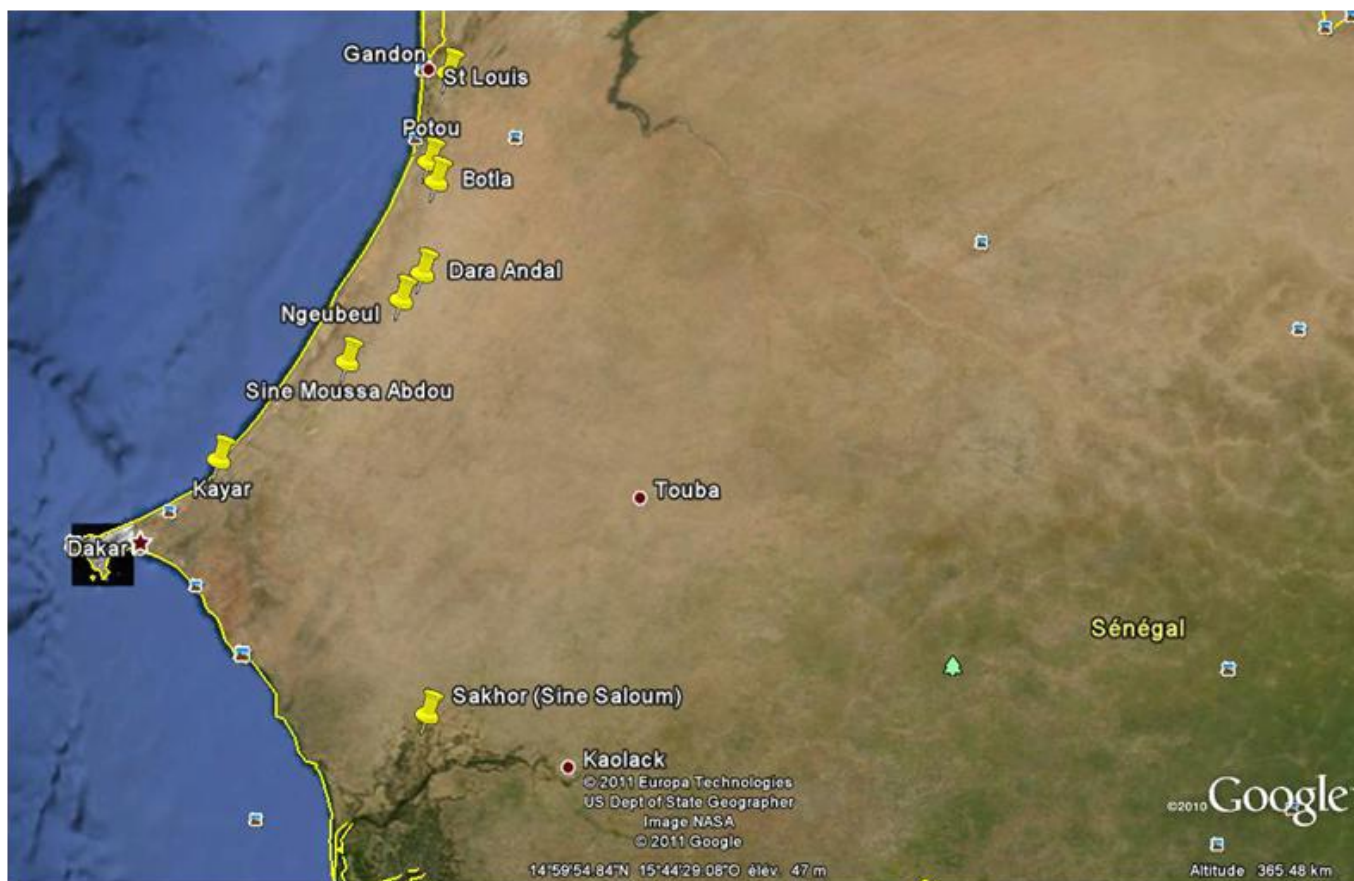 Gandon
St Louis
Potou
Botla
Dara Andal
Ngeubeul
Sine Moussa Abdou
Kayar
Touba
Dakar
Sénégal
Sakhor (Sine Saloum)
Kaolack
© 2011 Europa Technologies
US Dept of State Geographer
Image NASA
© 2011 Google
©2010 Google
14°59'54.84"N 15°44'29.08"O élév. 47 m
Altitude 365.48 km